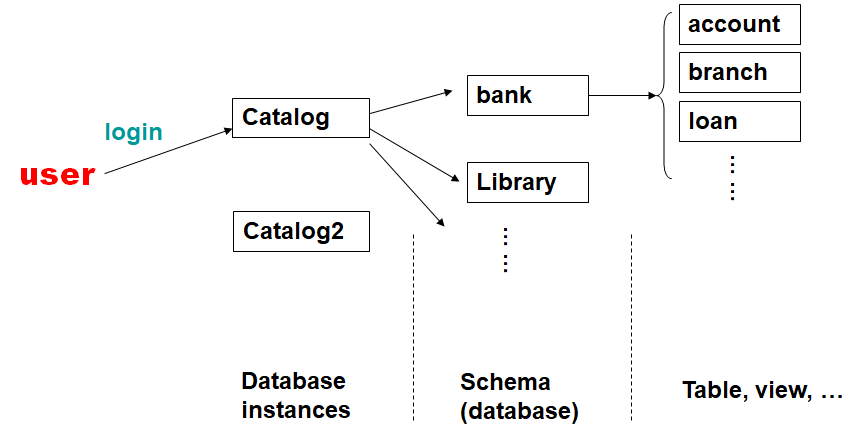 account
branch
bank
Catalog
loan
login
user
Library
⋮
Catalog2
⋮
Database
instances
Schema
(database)
Table, view, …